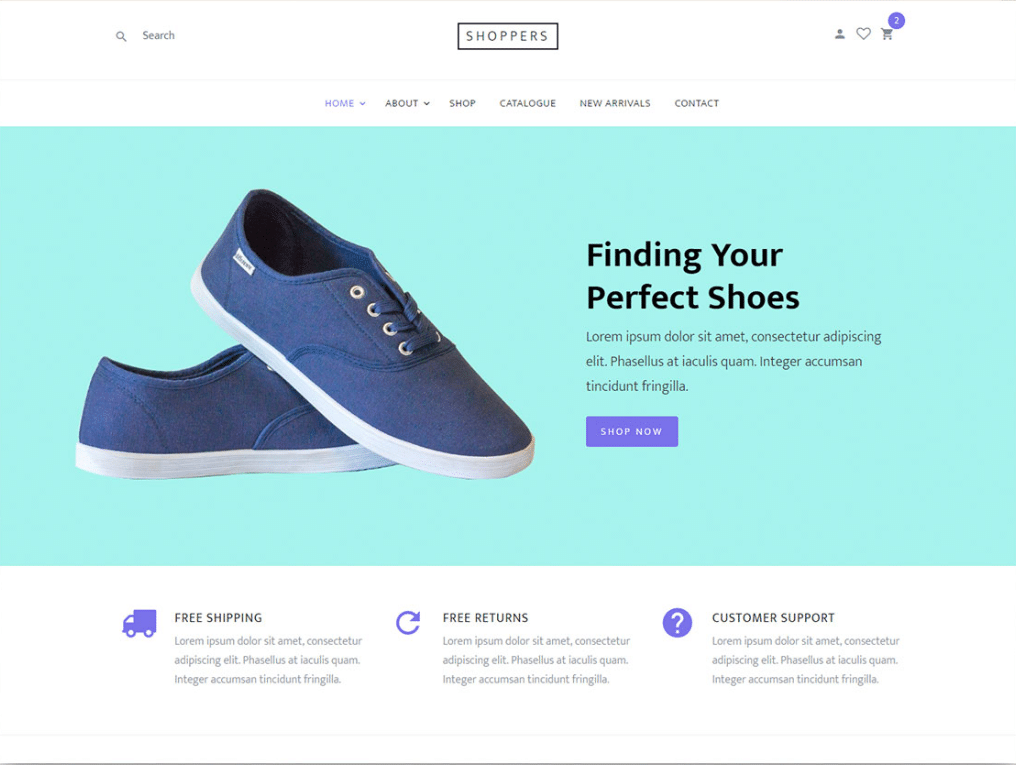 Search
SHOPPERS
2
HOME
ABOUT
SHOP
CATALOGUE
NEW ARRIVALS
CONTACT
Finding Your
Perfect Shoes
Lorem ipsum dolor sit amet, consectetur adipiscing
elit. Phasellus at iaculis quam. Integer accumsan
tincidunt fringilla.
SHOP NOW
FREE SHIPPING
Lorem ipsum dolor sit amet, consectetur
adipiscing elit. Phasellus at iaculis quam.
Integer accumsan tincidunt fringilla.
FREE RETURNS
Lorem ipsum dolor sit amet, consectetur
adipiscing elit. Phasellus at iaculis quam.
Integer accumsan tincidunt fringilla.
CUSTOMER SUPPORT
Lorem ipsum dolor sit amet, consectetur
adipiscing elit. Phasellus at iaculis quam.
Integer accumsan tincidunt fringilla.